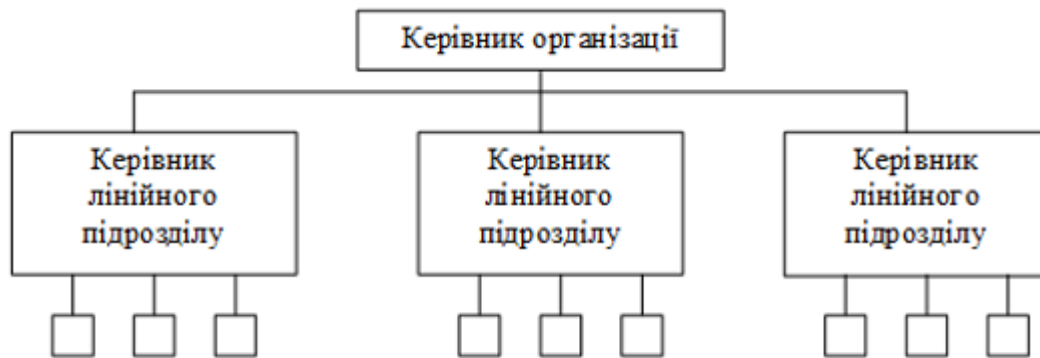 Керівник організації
Керівник
лінійного
підрозділу
Керівник
лінійного
підрозділу
Керівник
лінійного
підрозділу